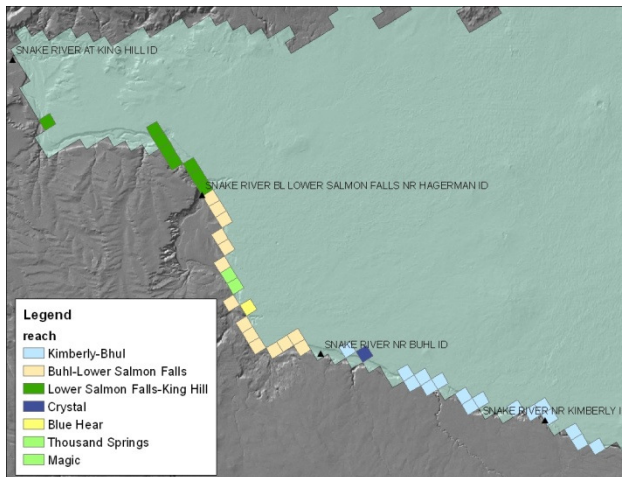 SNAKE RIVER AT KING HILL ID
SNAKE RIVER BL LOWER SALMON FALLS NR HAGERMAN ID
SNAKE RIVER NR BUHL ID
SNAKE RIVER NR KIMBERLY I
Legend
reach
Kimberly-Bhul
Buhl-Lower Salmon Falls
Lower Salmon Falls-King Hill
Crystal
Blue Hear
Thousand Springs
Magic